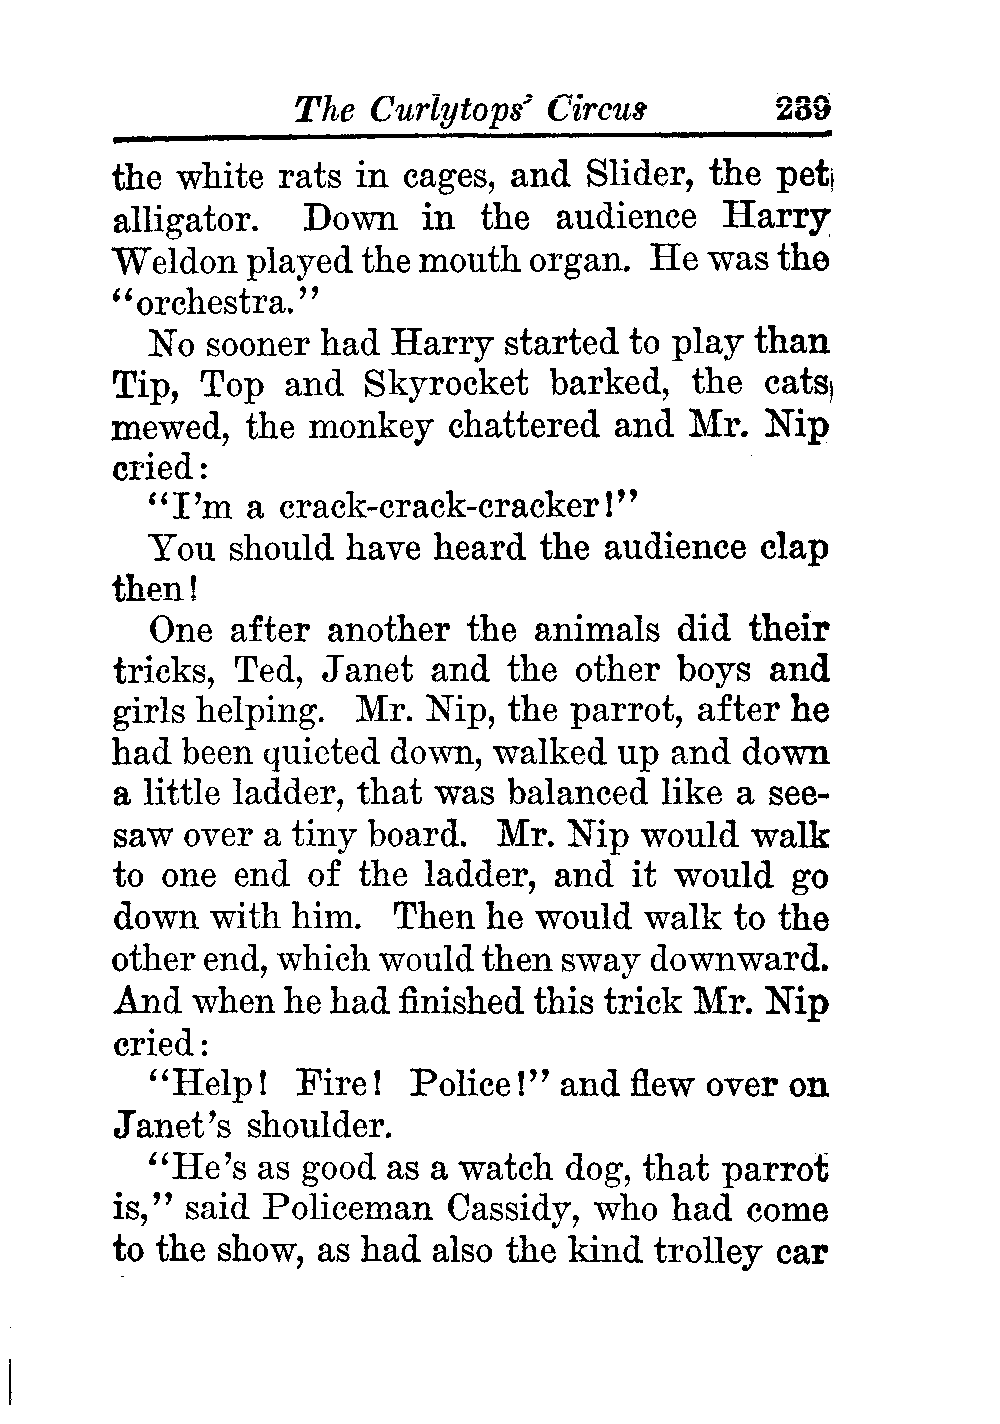 The Curlytops' Circus 239
the white rats in cages, and Slider, the pet
alligator. Down in the audience Harry
Weldon played the mouth organ. He was the
"orchestra."
No sooner had Harry started to play than
Tip, Top and Skyrocket barked, the cats
mewed, the monkey chattered and Mr. Nip
cried:
"I'm a crack-crack-cracker!"
You should have heard the audience clap
then!
One after another the animals did their
tricks, Ted, Janet and the other boys and
girls helping. Mr. Nip, the parrot, after he
had been quieted down, walked up and down
a little ladder, that was balanced like a see-
saw over a tiny board. Mr. Nip would walk
to one end of the ladder, and it would go
down with him. Then he would walk to the
other end, which would then sway downward.
And when he had finished this trick Mr. Nip
cried:
"Help! Fire! Police!" and flew over on
Janet's shoulder.
"He's as good as a watch dog, that parrot
is," said Policeman Cassidy, who had come
to the show, as had also the kind trolley car